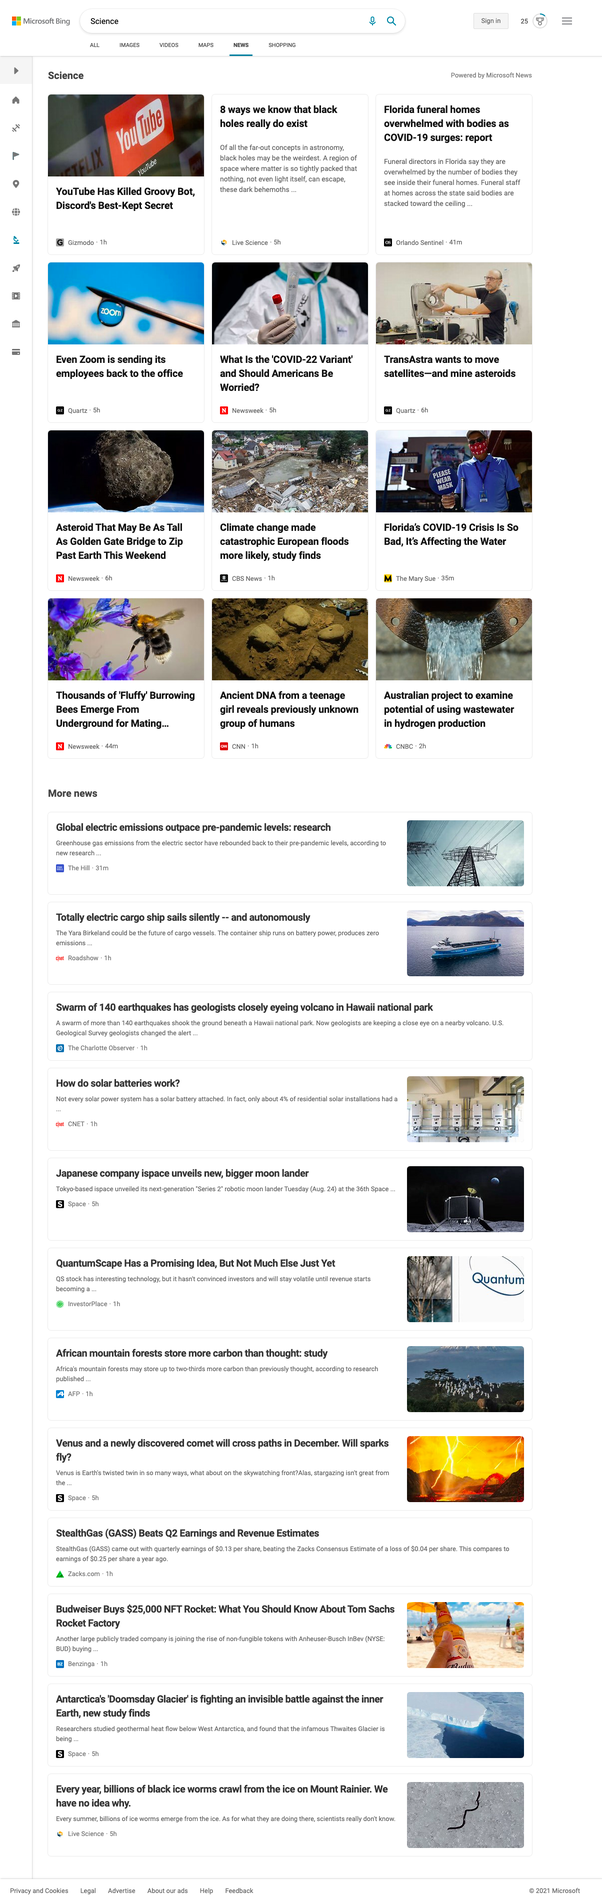 Microsoft Bing
Science
Sign in
25
ALL IMAGES VIDEOS MAPS NEWS SHOPPING
Science
Powered by Microsoft News
YouTube
YouTube
YouTube Has Killed Groovy Bot,
Discord's Best-Kept Secret
Gizmodo · 1h
8 ways we know that black
holes really do exist
Of all the far-out concepts in astronomy,
black holes may be the weirdest. A region of
space where matter is so tightly packed that
nothing, not even light itself, can escape,
these dark behemoths ...
Live Science · 5h
Florida funeral homes
overwhelmed with bodies as
COVID-19 surges: report
Funeral directors in Florida say they are
overwhelmed by the number of bodies they
see inside their funeral homes. Funeral staff
at homes across the state said bodies are
stacked toward the ceiling ...
Orlando Sentinel · 41m
zoom
Even Zoom is sending its
employees back to the office
Quartz · 5h
What Is the 'COVID-22 Variant'
and Should Americans Be
Worried?
Newsweek · 5h
TransAstra wants to move
satellites—and mine asteroids
Quartz · 6h
Asteroid That May Be As Tall
As Golden Gate Bridge to Zip
Past Earth This Weekend
Newsweek · 6h
Climate change made
catastrophic European floods
more likely, study finds
CBS News · 1h
PLEASE
WEAR
MASK
Florida's COVID-19 Crisis Is So
Bad, It's Affecting the Water
The Mary Sue · 35m
Thousands of 'Fluffy' Burrowing
Bees Emerge From
Underground for Mating...
Newsweek · 44m
Ancient DNA from a teenage
girl reveals previously unknown
group of humans
CNN · 1h
Australian project to examine
potential of using wastewater
in hydrogen production
CNBC · 2h
More news
Global electric emissions outpace pre-pandemic levels: research
Greenhouse gas emissions from the electric sector have rebounded back to their pre-pandemic levels, according to
new research ...
The Hill · 31m
Totally electric cargo ship sails silently -- and autonomously
The Yara Birkeland could be the future of cargo vessels. The container ship runs on battery power, produces zero
emissions ...
Roadshow · 1h
Swarm of 140 earthquakes has geologists closely eyeing volcano in Hawaii national park
A swarm of more than 140 earthquakes shook the ground beneath a Hawaii national park. Now geologists are keeping a close eye on a nearby volcano. U.S.
Geological Survey geologists changed the alert ...
The Charlotte Observer · 1h
How do solar batteries work?
Not every solar power system has a solar battery attached. In fact, only about 4% of residential solar installations had a
...
CNET · 1h
Japanese company ispace unveils new, bigger moon lander
Tokyo-based ispace unveiled its next-generation "Series 2" robotic moon lander Tuesday (Aug. 24) at the 36th Space ...
Space · 5h
QuantumScape Has a Promising Idea, But Not Much Else Just Yet
QS stock has interesting technology, but it hasn't convinced investors and will stay volatile until revenue starts
becoming a ...
InvestorPlace · 1h
Quantum
African mountain forests store more carbon than thought: study
Africa's mountain forests may store up to two-thirds more carbon than previously thought, according to research
published ...
AFP · 1h
Venus and a newly discovered comet will cross paths in December. Will sparks
fly?
Venus is Earth's twisted twin in so many ways, what about on the skywatching front?Alas, stargazing isn't great from
the ...
Space · 5h
StealthGas (GASS) Beats Q2 Earnings and Revenue Estimates
StealthGas (GASS) came out with quarterly earnings of $0.13 per share, beating the Zacks Consensus Estimate of a loss of $0.04 per share. This compares to
earnings of $0.25 per share a year ago.
Zacks.com · 1h
Budweiser Buys $25,000 NFT Rocket: What You Should Know About Tom Sachs
Rocket Factory
Another large publicly traded company is joining the rise of non-fungible tokens with Anheuser-Busch InBev (NYSE:
BUD) buying ...
Benzinga · 1h
Antarctica's 'Doomsday Glacier' is fighting an invisible battle against the inner
Earth, new study finds
Researchers studied geothermal heat flow below West Antarctica, and found that the infamous Thwaites Glacier is
being ...
Space · 5h
Every year, billions of black ice worms crawl from the ice on Mount Rainier. We
have no idea why.
Every summer, billions of ice worms emerge from the ice. As for what they are doing there, scientists really don't know.
Live Science · 5h
Privacy and Cookies Legal Advertise About our ads Help Feedback
© 2021 Microsoft